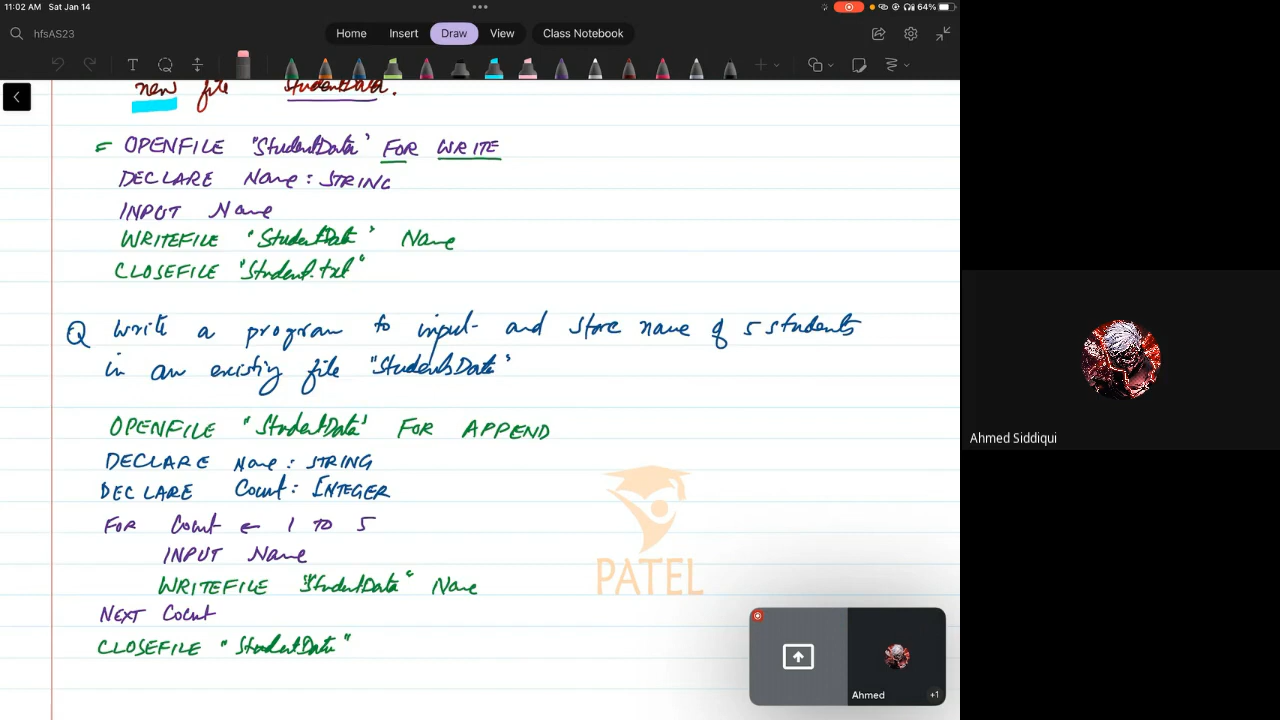 11:02 AM Sat Jan 14
64%
hfsAS23
Home Insert Draw View Class Notebook
new file StudentData.
OPENFILE "StudentData" FOR WRITE
DECLARE Name : STRING
INPUT Name
WRITEFILE "StudentData" Name
CLOSEFILE "Student.txt"
Q Write a program to input and store name of 5 students
in an existing file "StudentsData"
OPENFILE "StudentData" FOR APPEND
DECLARE Name : STRING
DECLARE Count : INTEGER
FOR Count ← 1 TO 5
INPUT Name
WRITEFILE "StudentData" Name
NEXT Count
CLOSEFILE "StudentData"
PATEL
Ahmed Siddiqui
Ahmed +1